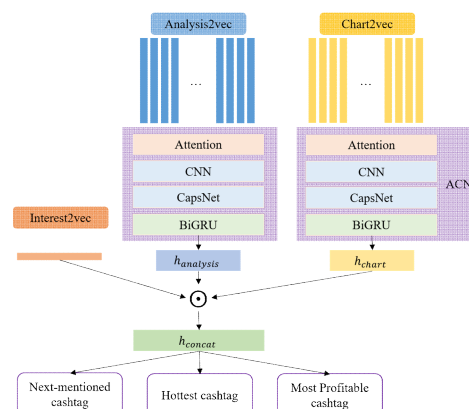 Analysis2vec
Chart2vec
...
...
Attention
Attention
CNN
CNN
CapsNet
CapsNet
ACN
BiGRU
BiGRU
Interest2vec
h_analysis
h_chart
⊙
h_concat
Next-mentioned
cashtag
Hottest cashtag
Most Profitable
cashtag